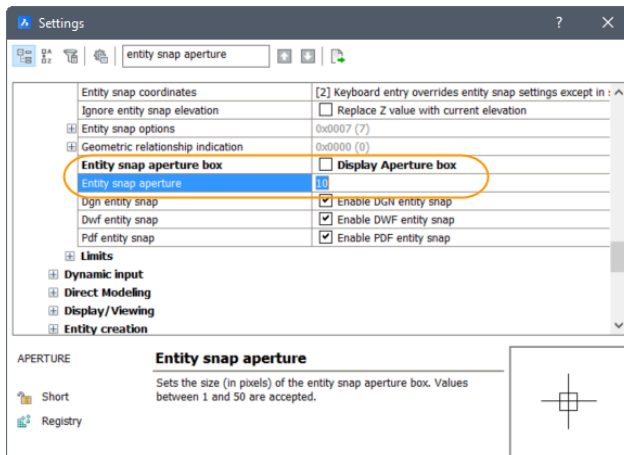 Settings
entity snap aperture
Entity snap coordinates [2] Keyboard entry overrides entity snap settings except in
Ignore entity snap elevation Replace Z value with current elevation
Entity snap options 0x0007 (7)
Geometric relationship indication 0x0000 (0)
Entity snap aperture box Display Aperture box
Entity snap aperture 10
Dgn entity snap Enable DGN entity snap
Dwf entity snap Enable DWF entity snap
Pdf entity snap Enable PDF entity snap
Limits
Dynamic input
Direct Modeling
Display/Viewing
Entity creation
APERTURE Entity snap aperture
Sets the size (in pixels) of the entity snap aperture box. Values
Short between 1 and 50 are accepted.
Registry